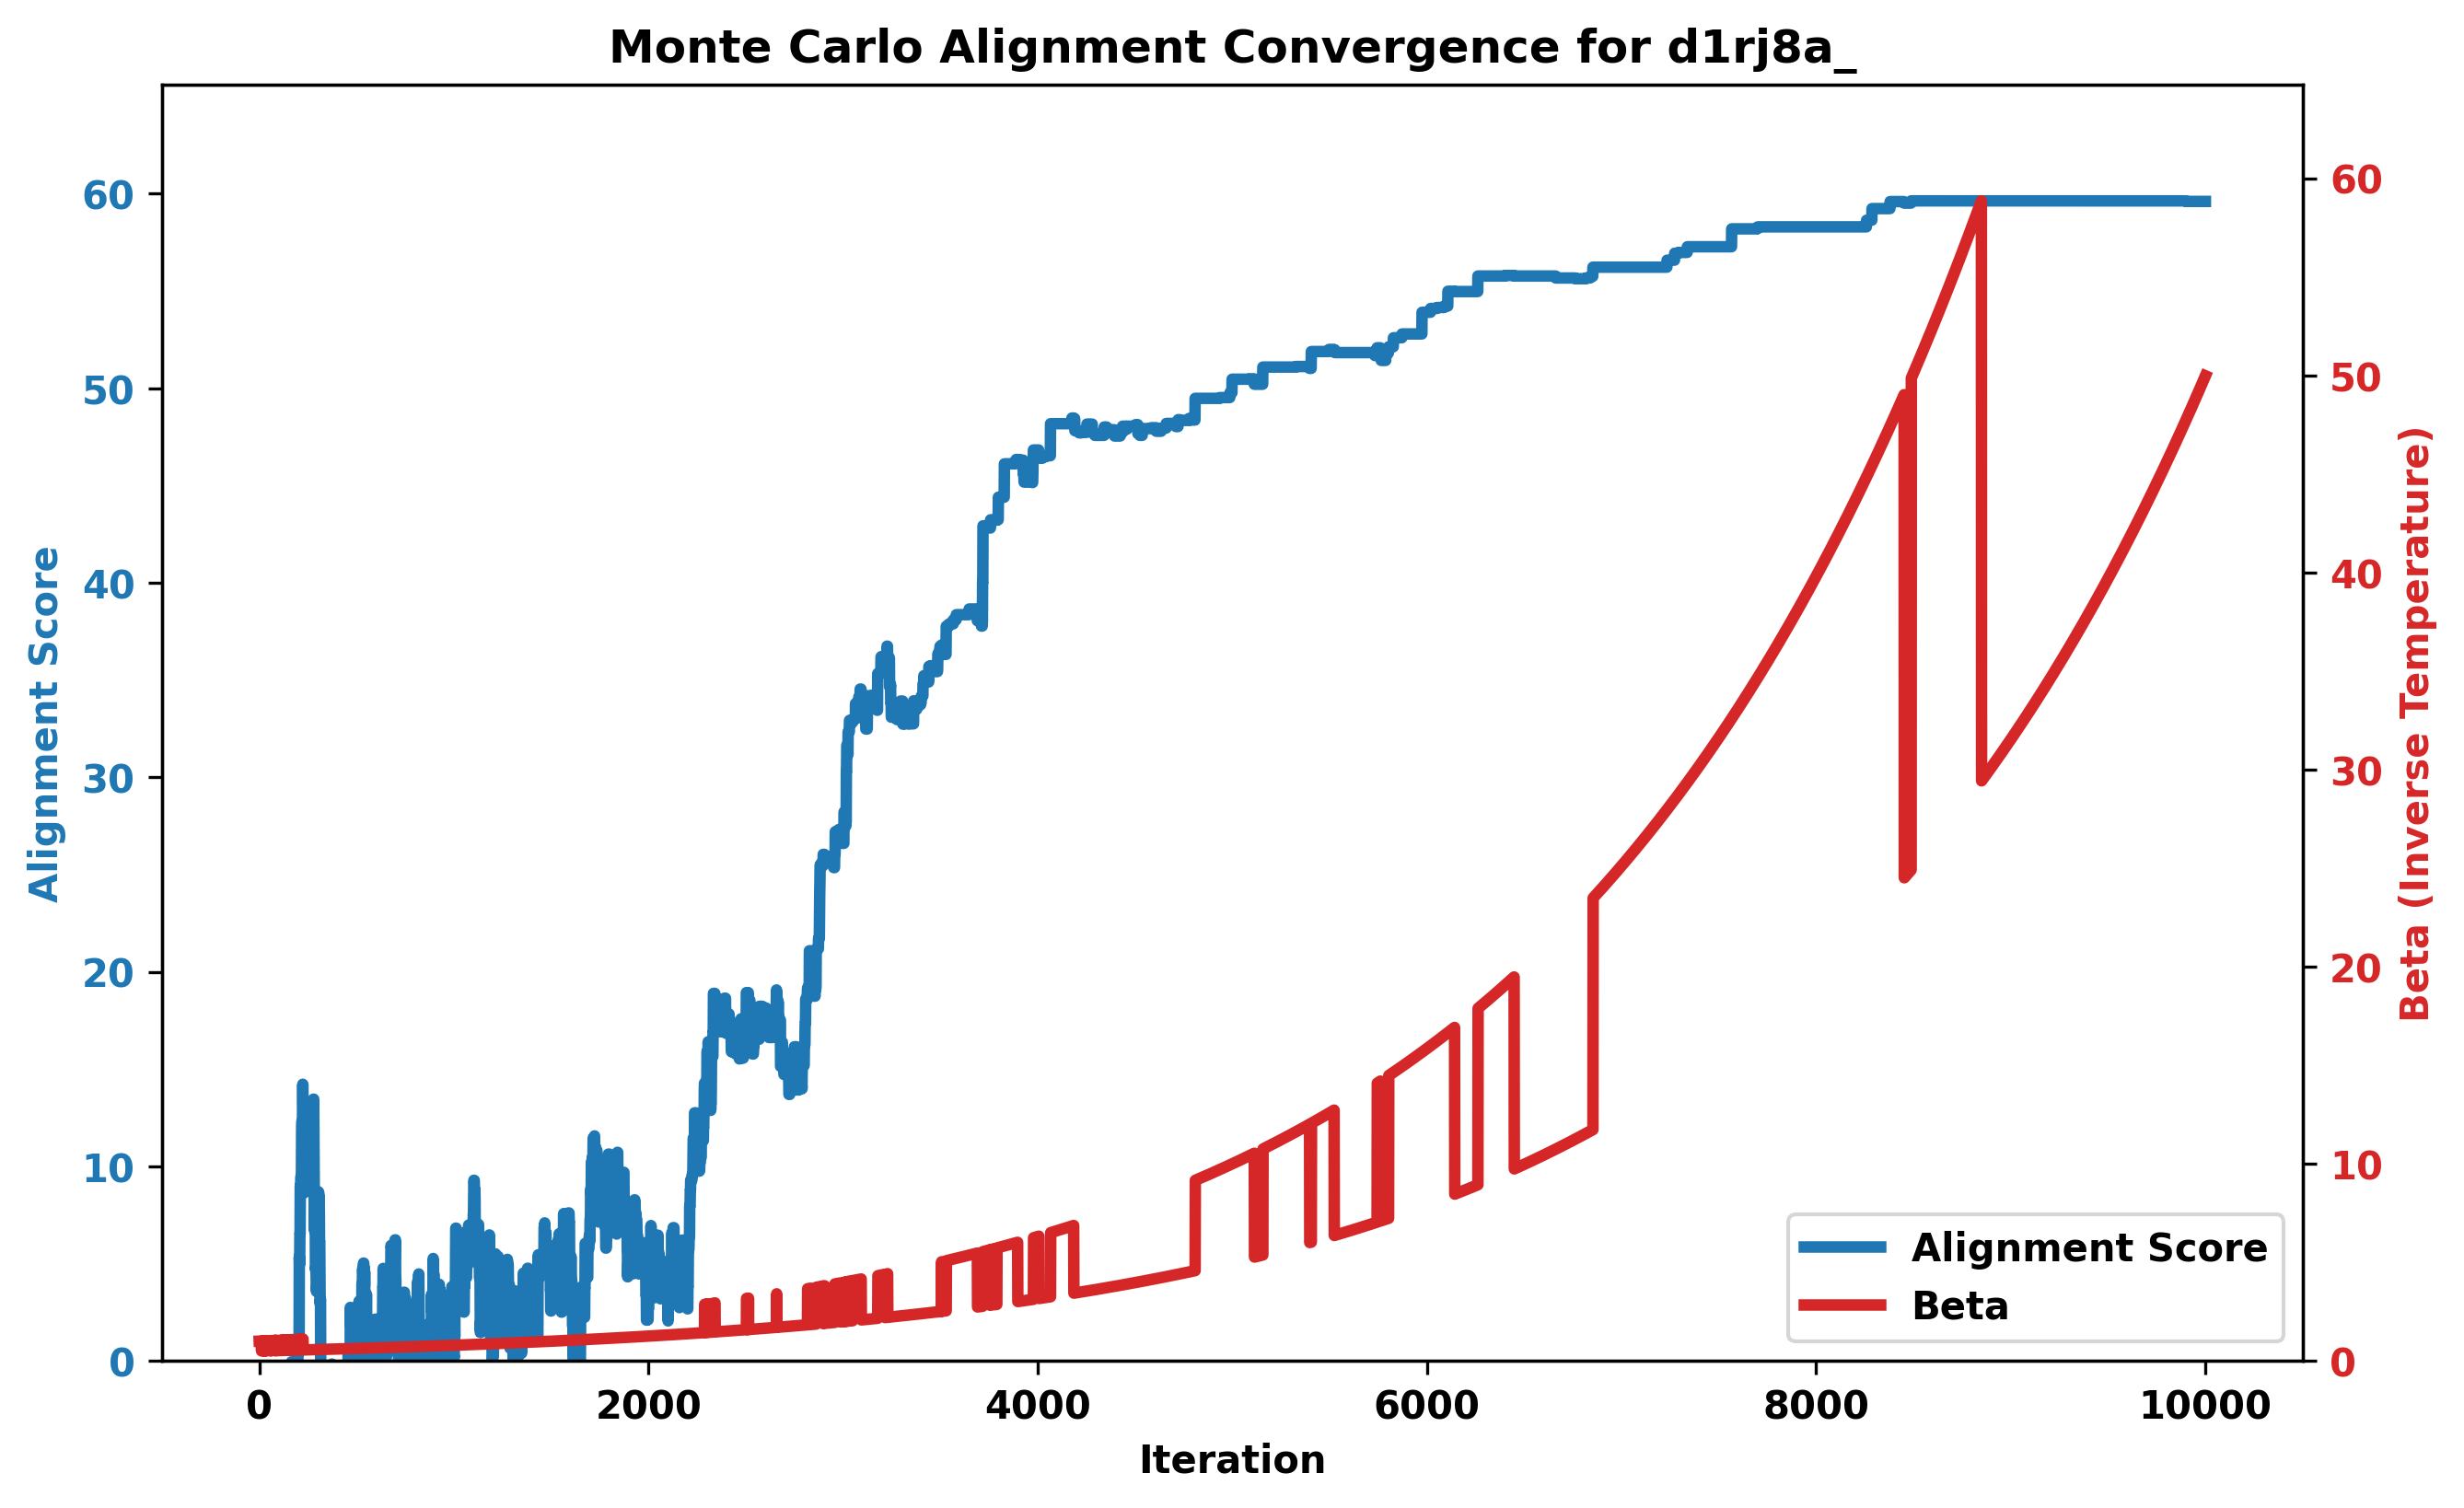 Monte Carlo Alignment Convergence for d1rj8a_
Alignment Score
60
50
40
30
20
10
0
60
50
40
30
20
10
0
Beta (Inverse Temperature)
Alignment Score
Beta
0 2000 4000 6000 8000 10000
Iteration